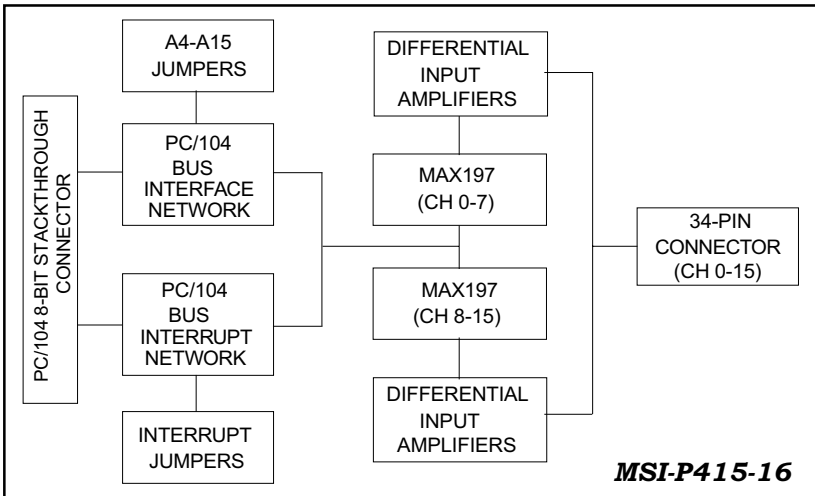 PC/104 8-BIT STACKTHROUGH
CONNECTOR
A4-A15
JUMPERS
PC/104
BUS
INTERFACE
NETWORK
PC/104
BUS
INTERRUPT
NETWORK
INTERRUPT
JUMPERS
DIFFERENTIAL
INPUT
AMPLIFIERS
MAX197
(CH 0-7)
MAX197
(CH 8-15)
DIFFERENTIAL
INPUT
AMPLIFIERS
34-PIN
CONNECTOR
(CH 0-15)
MSI-P415-16